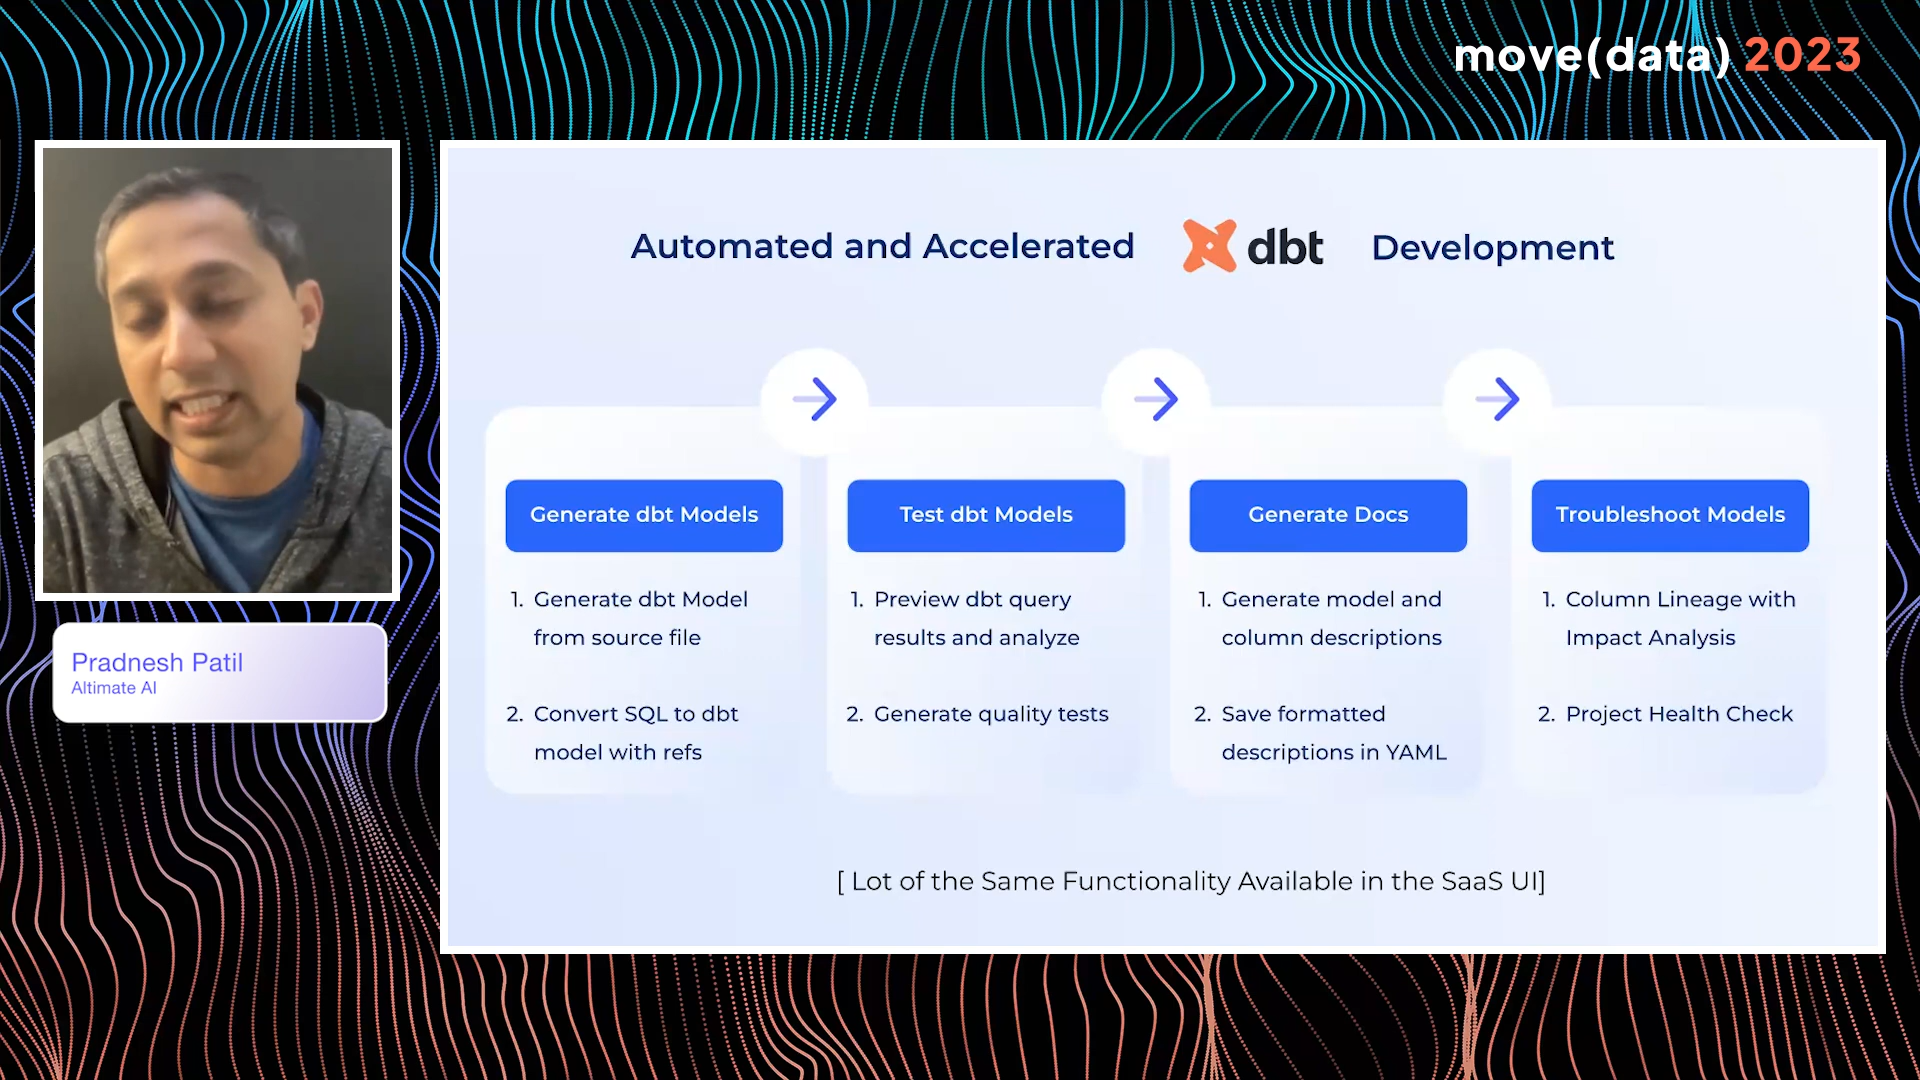 move(data) 2023
Automated and Accelerated dbt Development
Generate dbt Models
1. Generate dbt Model
from source file
2. Convert SQL to dbt
model with refs
Test dbt Models
1. Preview dbt query
results and analyze
2. Generate quality tests
Generate Docs
1. Generate model and
column descriptions
2. Save formatted
descriptions in YAML
Troubleshoot Models
1. Column Lineage with
Impact Analysis
2. Project Health Check
[ Lot of the Same Functionality Available in the SaaS UI]
Pradnesh Patil
Altimate AI